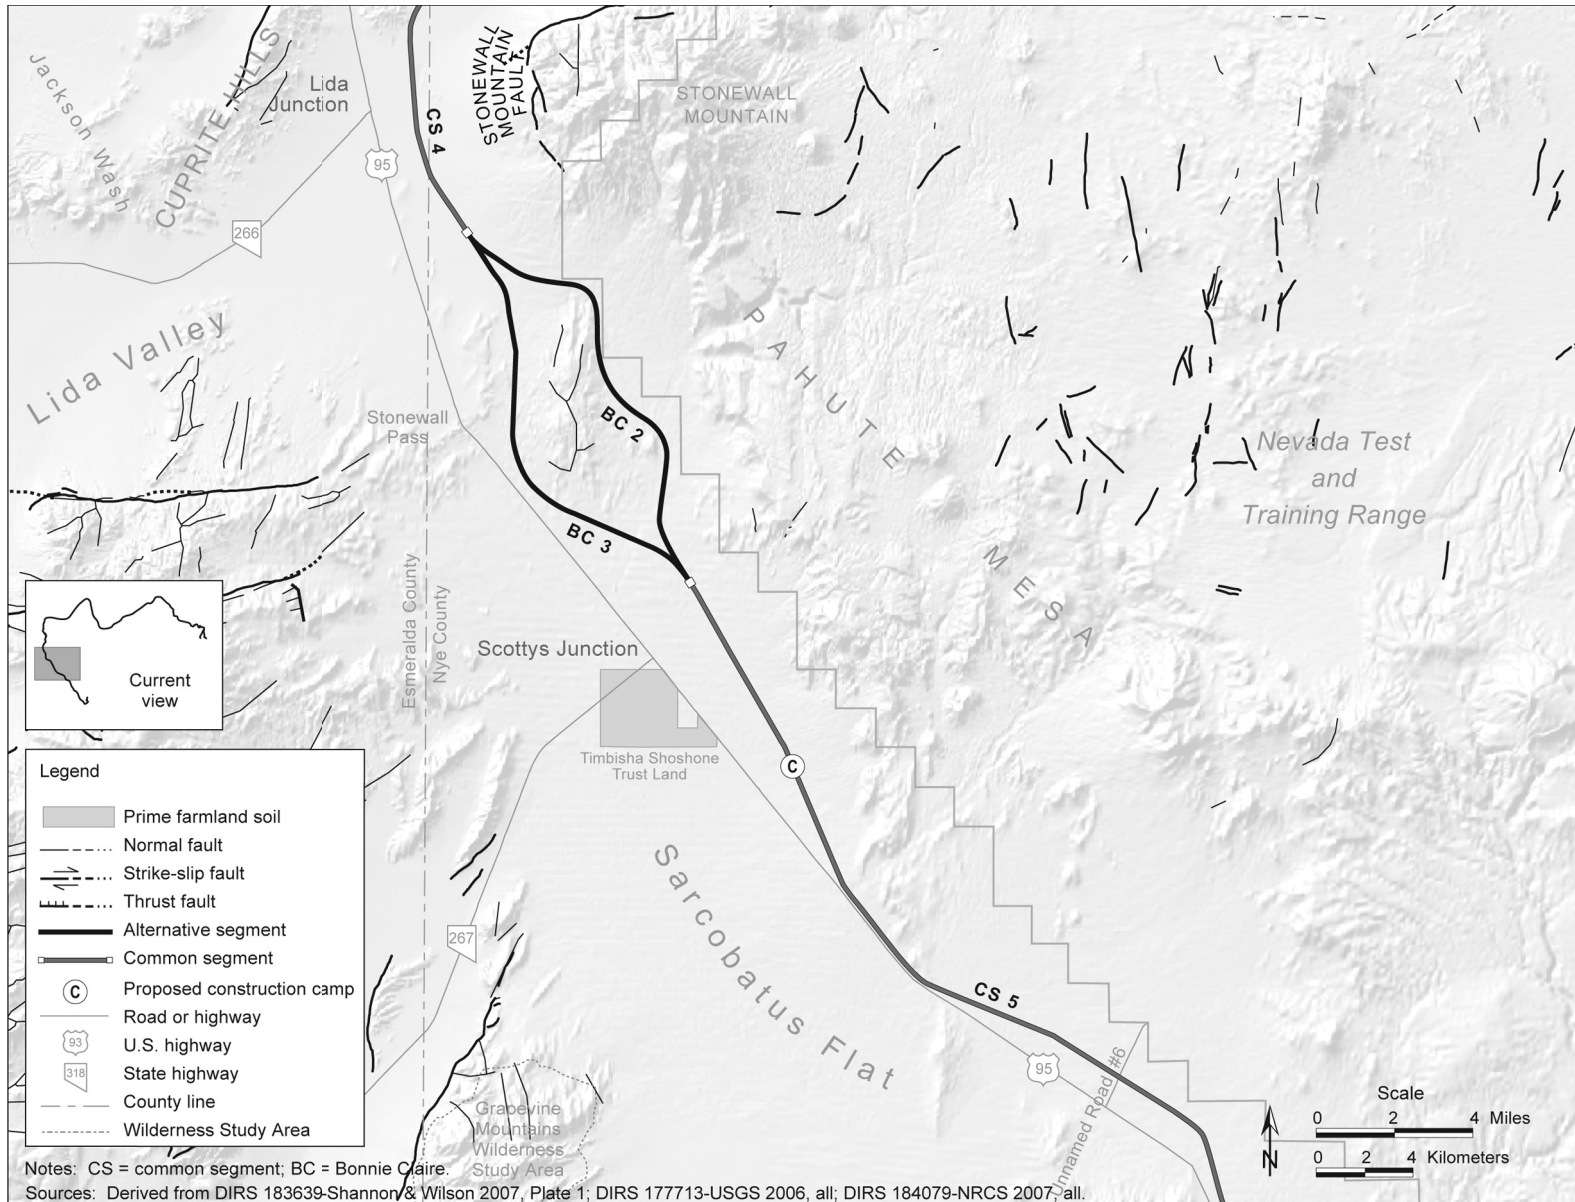 Jackson Wash
CUPRITE HILLS
Lida
Junction
95
266
CS 4
STONEWALL
MOUNTAIN
FAULT
STONEWALL
MOUNTAIN
Lida Valley
Stonewall
Pass
BC 2
BC 3
PAHUTE
MESA
Nevada Test
and
Training Range
Esmeralda County
Nye County
Scottys Junction
Timbisha Shoshone
Trust Land
C
Sarcobatus Flat
267
CS 5
95
Unnamed Road #6
Grapevine
Mountains
Wilderness
Study Area
Current
view
Legend
Prime farmland soil
Normal fault
Strike-slip fault
Thrust fault
Alternative segment
Common segment
C Proposed construction camp
Road or highway
93 U.S. highway
318 State highway
County line
Wilderness Study Area
Scale
0 2 4 Miles
0 2 4 Kilometers
N
Notes: CS = common segment; BC = Bonnie Claire.
Sources: Derived from DIRS 183639-Shannon & Wilson 2007, Plate 1; DIRS 177713-USGS 2006, all; DIRS 184079-NRCS 2007, all.